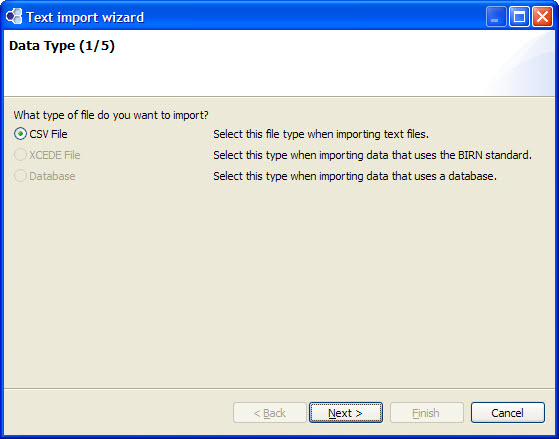 Text import wizard
Data Type (1/5)
What type of file do you want to import?
CSV File Select this file type when importing text files.
XCEDE File Select this type when importing data that uses the BIRN standard.
Database Select this type when importing data that uses a database.
< Back Next > Finish Cancel